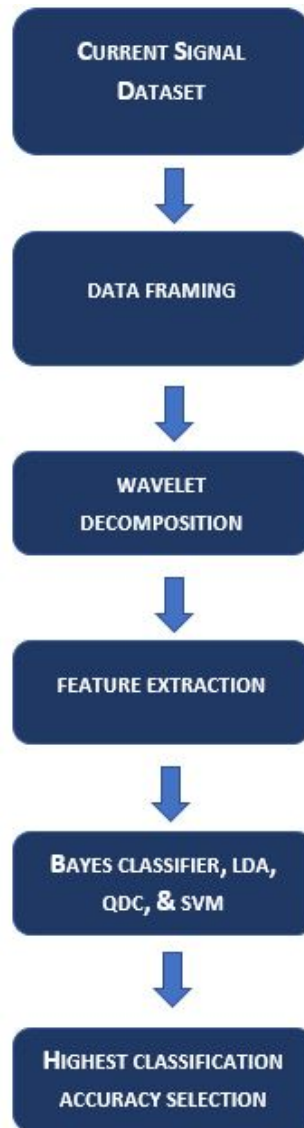 CURRENT SIGNAL
DATASET
DATA FRAMING
WAVELET
DECOMPOSITION
FEATURE EXTRACTION
BAYES CLASSIFIER, LDA,
QDC, & SVM
HIGHEST CLASSIFICATION
ACCURACY SELECTION